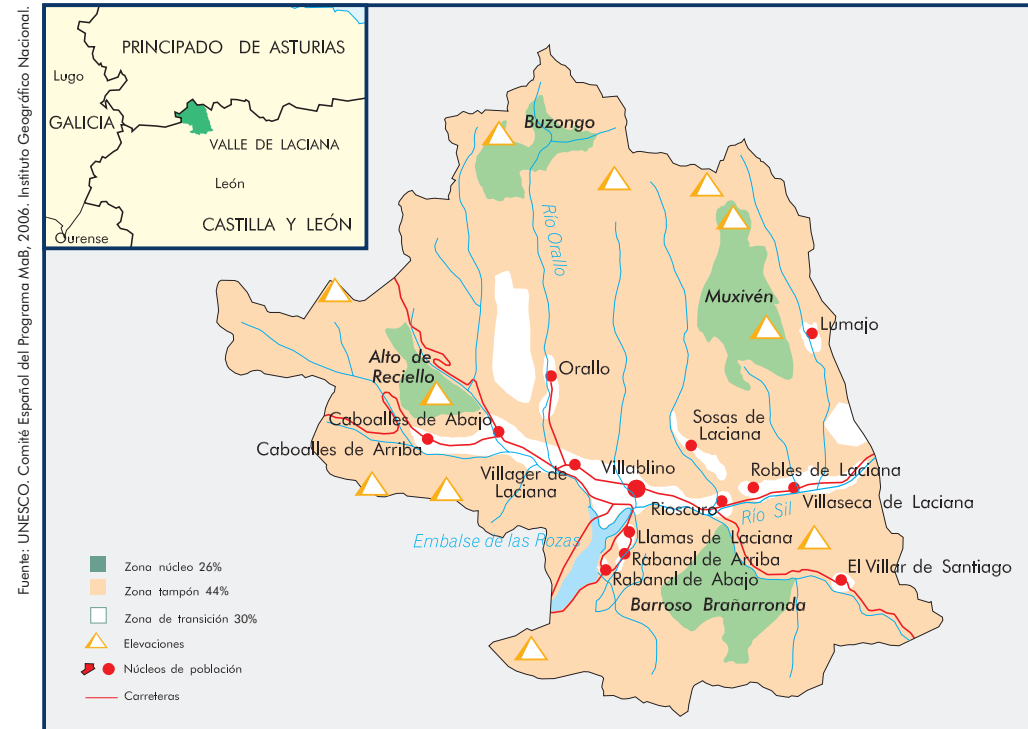 Fuente: UNESCO. Comité Español del Programa MaB, 2006. Instituto Geográfico Nacional.
PRINCIPADO DE ASTURIAS
Lugo
GALICIA
VALLE DE LACIANA
León
CASTILLA Y LEÓN
Ourense
Buzongo
Río Orallo
Muxivén
Lumajo
Alto de
Reciello
Orallo
Caboalles de Abajo
Sosas de
Laciana
Caboalles de Arriba
Villager de
Laciana
Villablino
Robles de Laciana
Rioscuro
Villaseca de Laciana
Río Sil
Embalse de las Rozas
Llamas de Laciana
Rabanal de Arriba
Rabanal de Abajo
El Villar de Santiago
Barroso Brañarronda
Zona núcleo 26%
Zona tampón 44%
Zona de transición 30%
Elevaciones
Núcleos de población
Carreteras